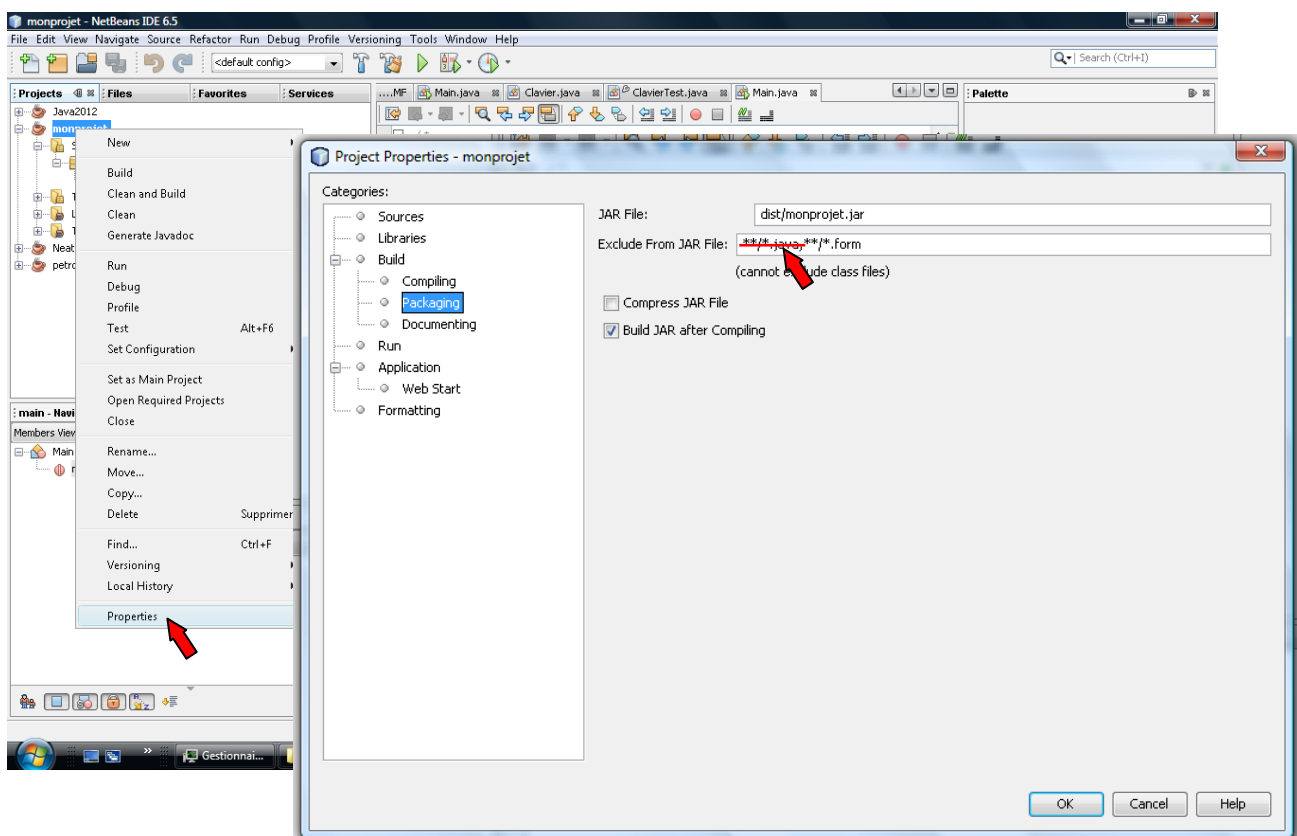 monprojet - NetBeans IDE 6.5
File Edit View Navigate Source Refactor Run Debug Profile Versioning Tools Window Help
<default config>
Search (Ctrl+I)
Projects Files Favorites Services
....MF Main.java Clavier.java ClavierTest.java Main.java
Palette
Java2012
monprojet
Neat
petro
main - Navi
Members View
Main
New
Build
Clean and Build
Clean
Generate Javadoc
Run
Debug
Profile
Test Alt+F6
Set Configuration
Set as Main Project
Open Required Projects
Close
Rename...
Move...
Copy...
Delete Supprimer
Find... Ctrl+F
Versioning
Local History
Properties
Gestionnai...
Project Properties - monprojet
Categories:
Sources
Libraries
Build
Compiling
Packaging
Documenting
Run
Application
Web Start
Formatting
JAR File: dist/monprojet.jar
Exclude From JAR File: **/*.java,**/*.form
(cannot exclude class files)
Compress JAR File
Build JAR after Compiling
OK Cancel Help